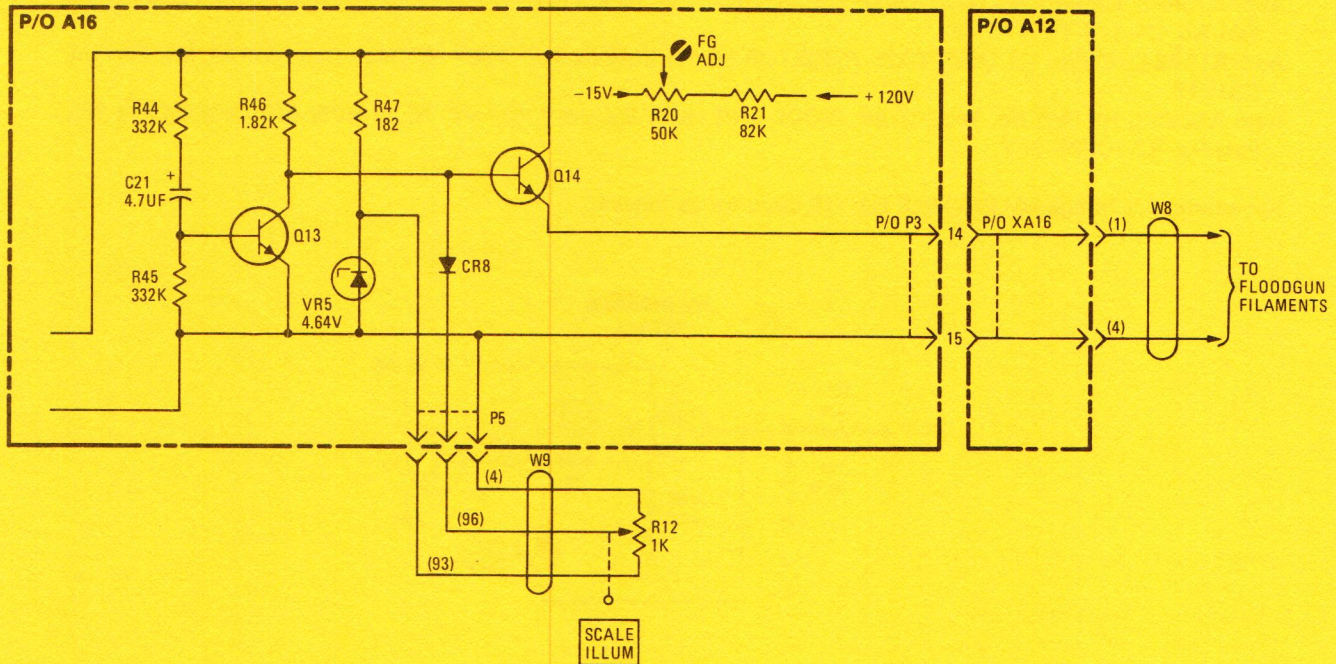 P/O A16
P/O A12
FG
ADJ
R44
332K
R46
1.82K
R47
182
−15V
+ 120V
R20
50K
R21
82K
+
C21
4.7UF
Q13
Q14
R45
332K
VR5
4.64V
CR8
P/O P3
14
P/O XA16
(1)
W8
TO
FLOODGUN
FILAMENTS
15
(4)
P5
W9
(4)
(96)
R12
1K
(93)
SCALE
ILLUM